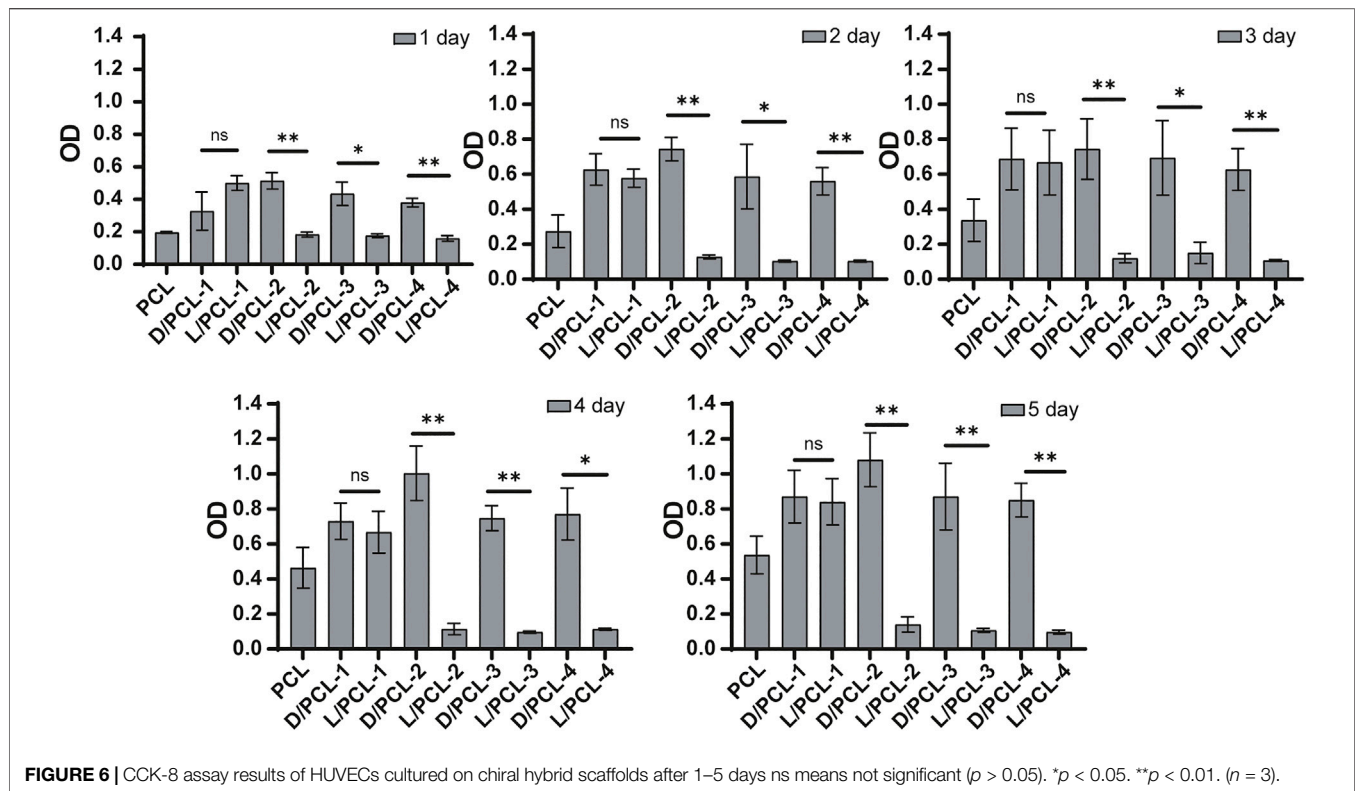 1.4
1.2
1.0
0.8
0.6
0.4
0.2
0.0
OD
1 day
ns
**
*
**
PCL
D/PCL-1
L/PCL-1
D/PCL-2
L/PCL-2
D/PCL-3
L/PCL-3
D/PCL-4
L/PCL-4
1.4
1.2
1.0
0.8
0.6
0.4
0.2
0.0
OD
2 day
ns
**
*
**
PCL
D/PCL-1
L/PCL-1
D/PCL-2
L/PCL-2
D/PCL-3
L/PCL-3
D/PCL-4
L/PCL-4
1.4
1.2
1.0
0.8
0.6
0.4
0.2
0.0
OD
3 day
ns
**
*
**
PCL
D/PCL-1
L/PCL-1
D/PCL-2
L/PCL-2
D/PCL-3
L/PCL-3
D/PCL-4
L/PCL-4
1.4
1.2
1.0
0.8
0.6
0.4
0.2
0.0
OD
4 day
ns
**
**
*
PCL
D/PCL-1
L/PCL-1
D/PCL-2
L/PCL-2
D/PCL-3
L/PCL-3
D/PCL-4
L/PCL-4
1.4
1.2
1.0
0.8
0.6
0.4
0.2
0.0
OD
5 day
ns
**
**
**
PCL
D/PCL-1
L/PCL-1
D/PCL-2
L/PCL-2
D/PCL-3
L/PCL-3
D/PCL-4
L/PCL-4
FIGURE 6 | CCK-8 assay results of HUVECs cultured on chiral hybrid scaffolds after 1–5 days ns means not significant (p > 0.05). *p < 0.05. **p < 0.01. (n = 3).